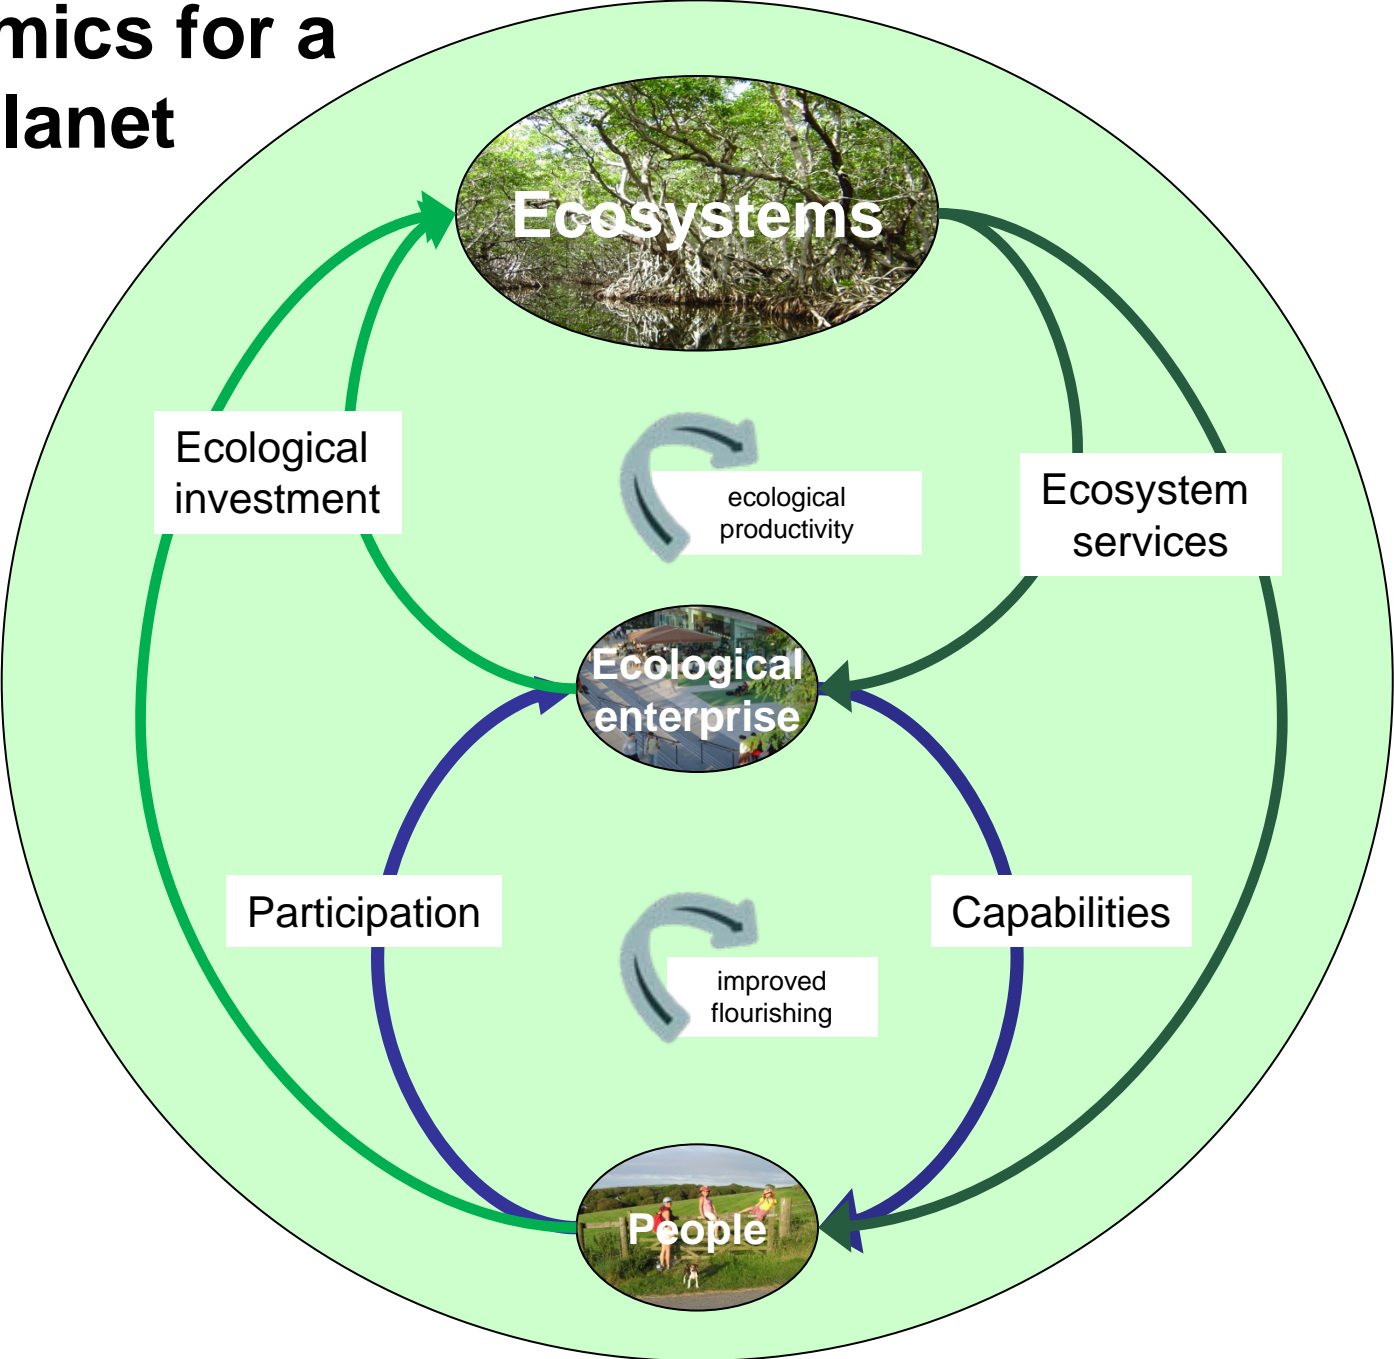 mics for a
lanet
Ecosystems
Ecological
investment
ecological
productivity
Ecosystem
services
Ecological
enterprise
Participation
Capabilities
improved
flourishing
People